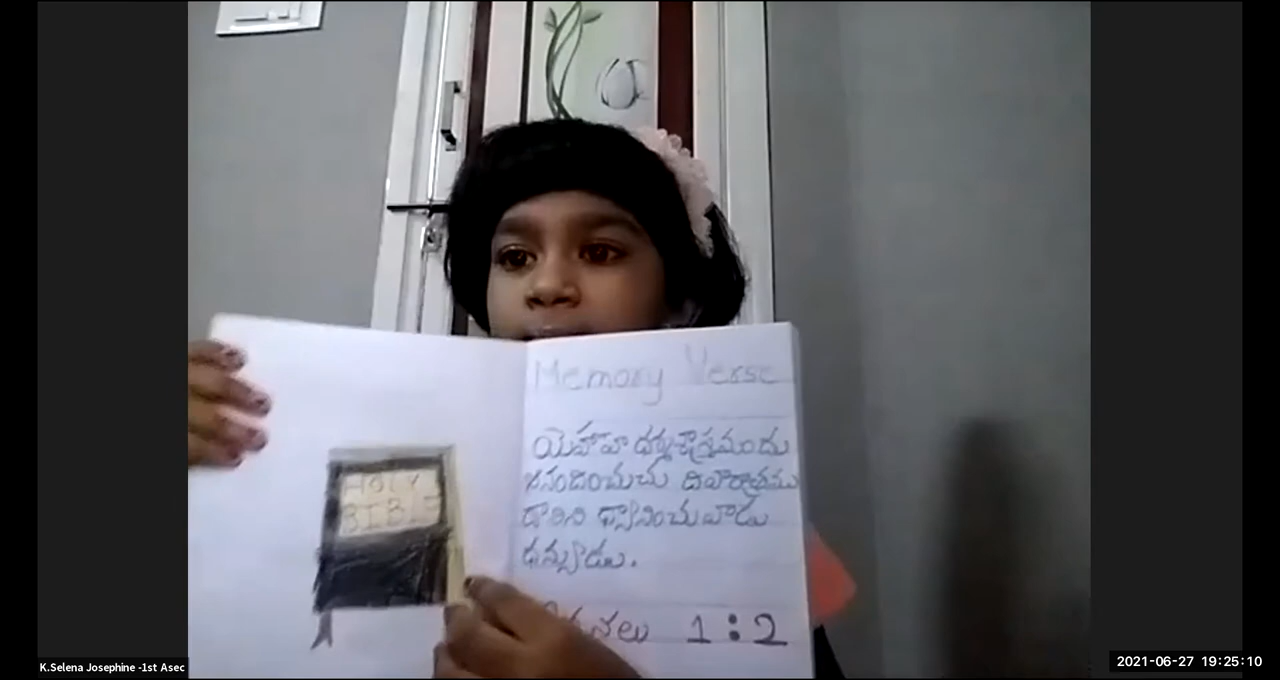 HOLY
BIBLE
Memory Verse
యెహోవా ధర్మశాస్త్రమందు
దివారాత్రము
దానిని ధ్యానించువాడు
ధన్యుడు.
1:2
K.Selena Josephine -1st Asec
2021-06-27 19:25:10